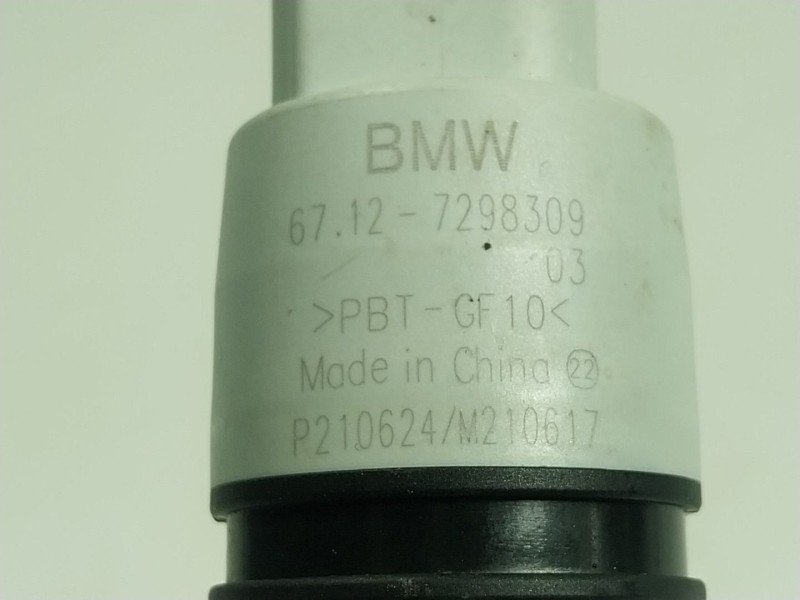 BMW
67.12-7298309
03
>PBT-GF10<
Made in China 22
P210624/M210617